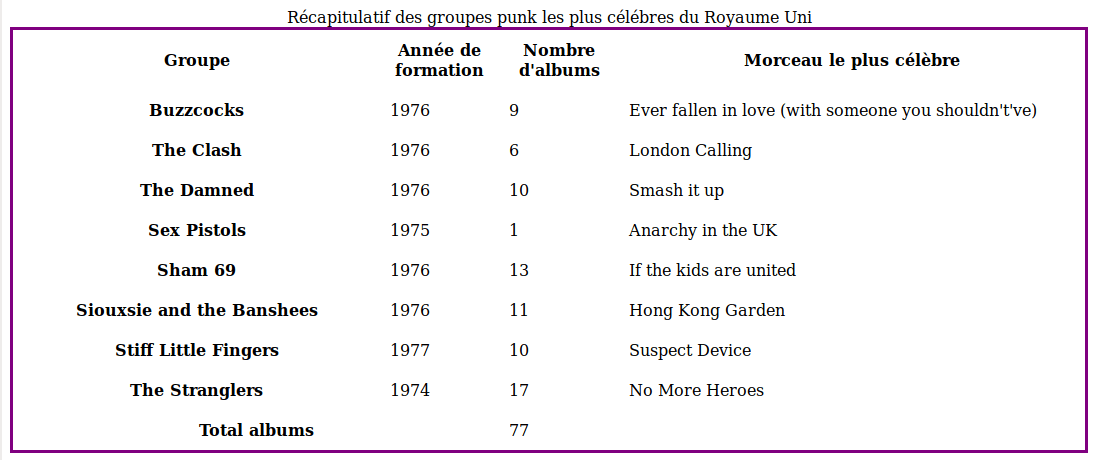 Récapitulatif des groupes punk les plus célébres du Royaume Uni
Groupe Année de formation Nombre d'albums Morceau le plus célèbre
Buzzcocks 1976 9 Ever fallen in love (with someone you shouldn't've)
The Clash 1976 6 London Calling
The Damned 1976 10 Smash it up
Sex Pistols 1975 1 Anarchy in the UK
Sham 69 1976 13 If the kids are united
Siouxsie and the Banshees 1976 11 Hong Kong Garden
Stiff Little Fingers 1977 10 Suspect Device
The Stranglers 1974 17 No More Heroes
Total albums 77